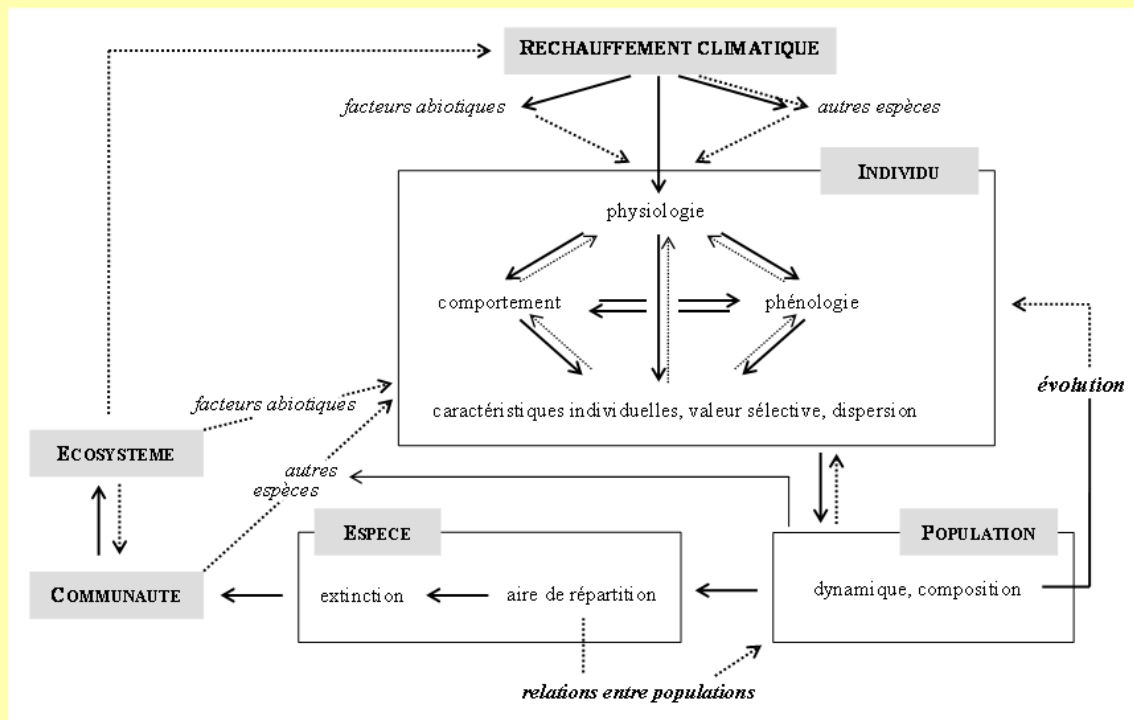 RECHAUFFEMENT CLIMATIQUE
facteurs abiotiques
autres espèces
INDIVIDU
physiologie
comportement
phénologie
évolution
facteurs abiotiques
caractéristiques individuelles, valeur sélective, dispersion
ECOSYSTEME
autres
espèces
ESPECE
POPULATION
COMMUNAUTE
extinction
aire de répartition
dynamique, composition
relations entre populations